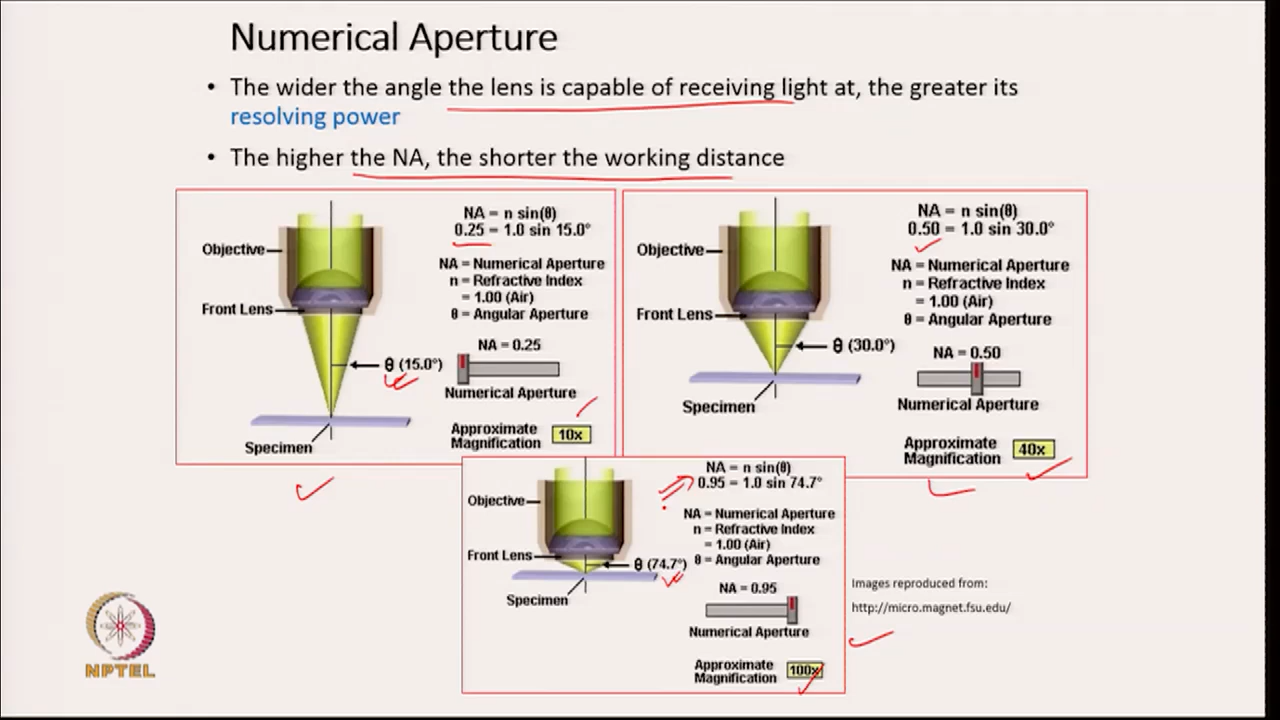 Numerical Aperture
• The wider the angle the lens is capable of receiving light at, the greater its
resolving power
• The higher the NA, the shorter the working distance
NA = n sin(θ)
0.25 = 1.0 sin 15.0°
Objective
NA = Numerical Aperture
n = Refractive Index
= 1.00 (Air)
θ = Angular Aperture
Front Lens
NA = 0.25
θ (15.0°)
Numerical Aperture
Approximate
Magnification
10x
Specimen
NA = n sin(θ)
0.50 = 1.0 sin 30.0°
Objective
NA = Numerical Aperture
n = Refractive Index
= 1.00 (Air)
θ = Angular Aperture
Front Lens
θ (30.0°)
NA = 0.50
Numerical Aperture
Specimen
Approximate
Magnification
40x
NA = n sin(θ)
0.95 = 1.0 sin 74.7°
Objective
NA = Numerical Aperture
n = Refractive Index
= 1.00 (Air)
θ = Angular Aperture
Front Lens
θ (74.7°)
NA = 0.95
Specimen
Numerical Aperture
Approximate
Magnification
100x
Images reproduced from:
http://micro.magnet.fsu.edu/
NPTEL